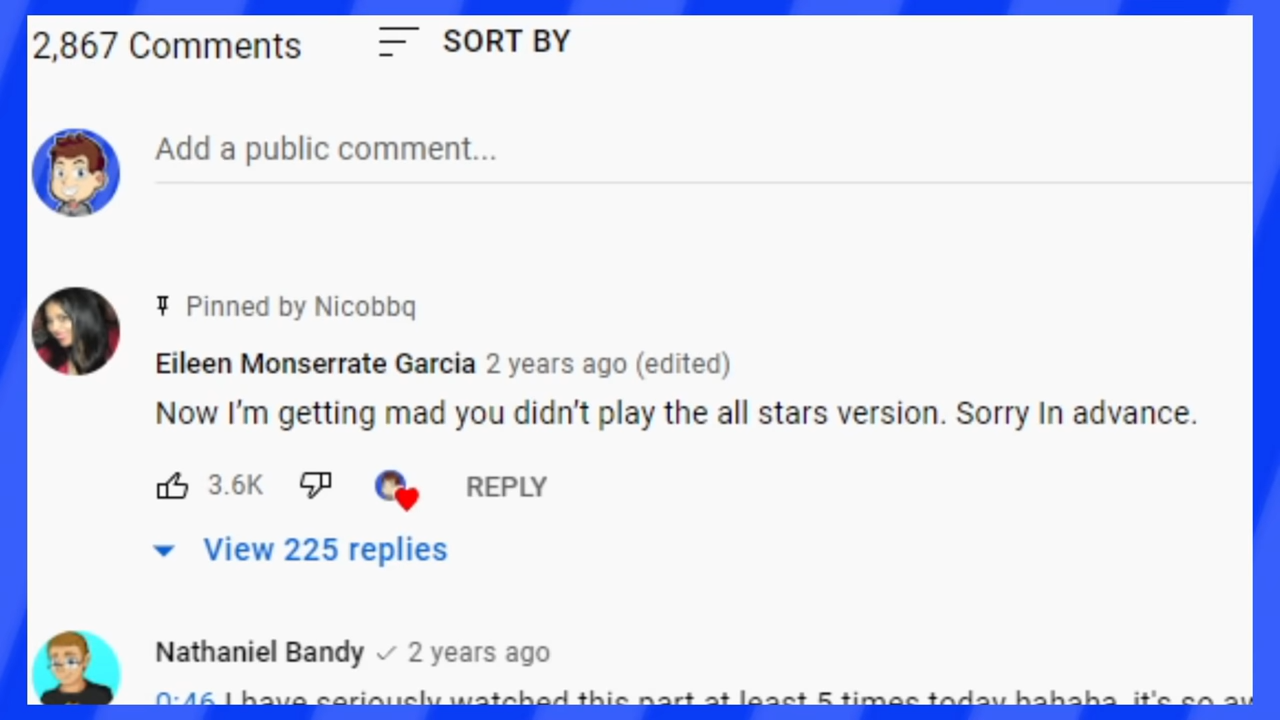 2,867 Comments
SORT BY
Add a public comment...
Pinned by Nicobbq
Eileen Monserrate Garcia 2 years ago (edited)
Now I’m getting mad you didn’t play the all stars version. Sorry In advance.
3.6K
REPLY
View 225 replies
Nathaniel Bandy 2 years ago
0:46 I have seriously watched this part at least 5 times today hahaha, it's so